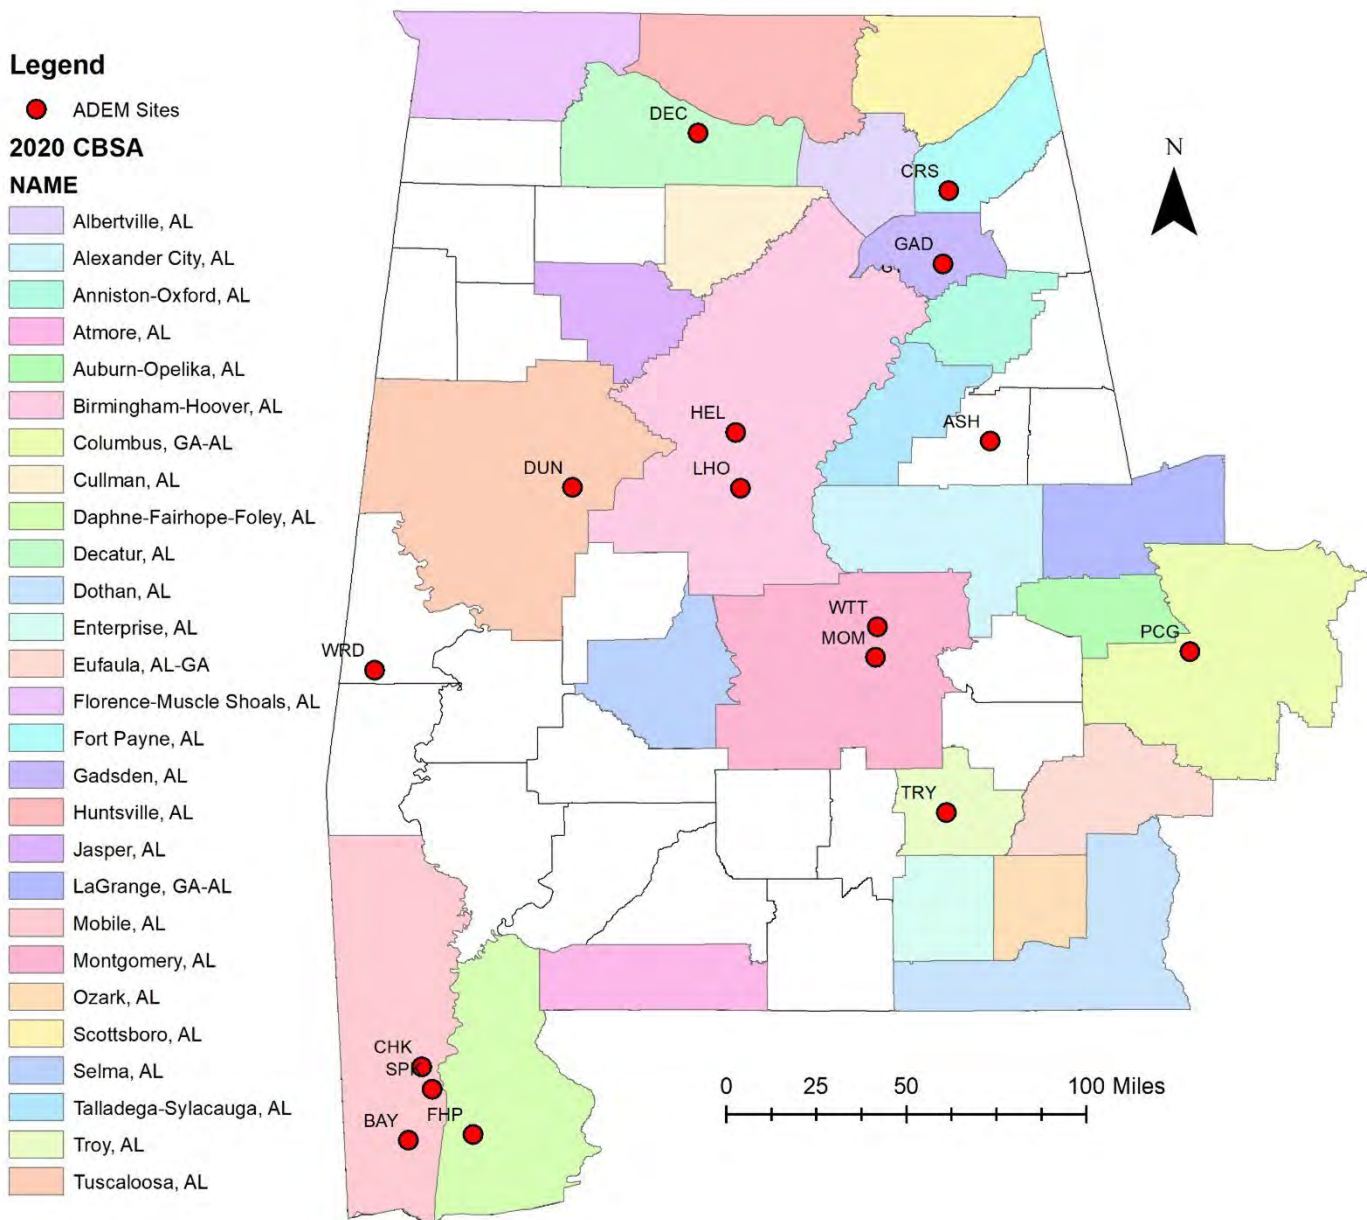 Legend
ADEM Sites
2020 CBSA
NAME
Albertville, AL
Alexander City, AL
Anniston-Oxford, AL
Atmore, AL
Auburn-Opelika, AL
Birmingham-Hoover, AL
Columbus, GA-AL
Cullman, AL
Daphne-Fairhope-Foley, AL
Decatur, AL
Dothan, AL
Enterprise, AL
Eufaula, AL-GA
Florence-Muscle Shoals, AL
Fort Payne, AL
Gadsden, AL
Huntsville, AL
Jasper, AL
LaGrange, GA-AL
Mobile, AL
Montgomery, AL
Ozark, AL
Scottsboro, AL
Selma, AL
Talladega-Sylacauga, AL
Troy, AL
Tuscaloosa, AL
DEC
CRS
N
GAD
HEL
ASH
DUN
LHO
WTT
MOM
PCG
WRD
TRY
CHK
BAY
FHP
0 25 50 100 Miles